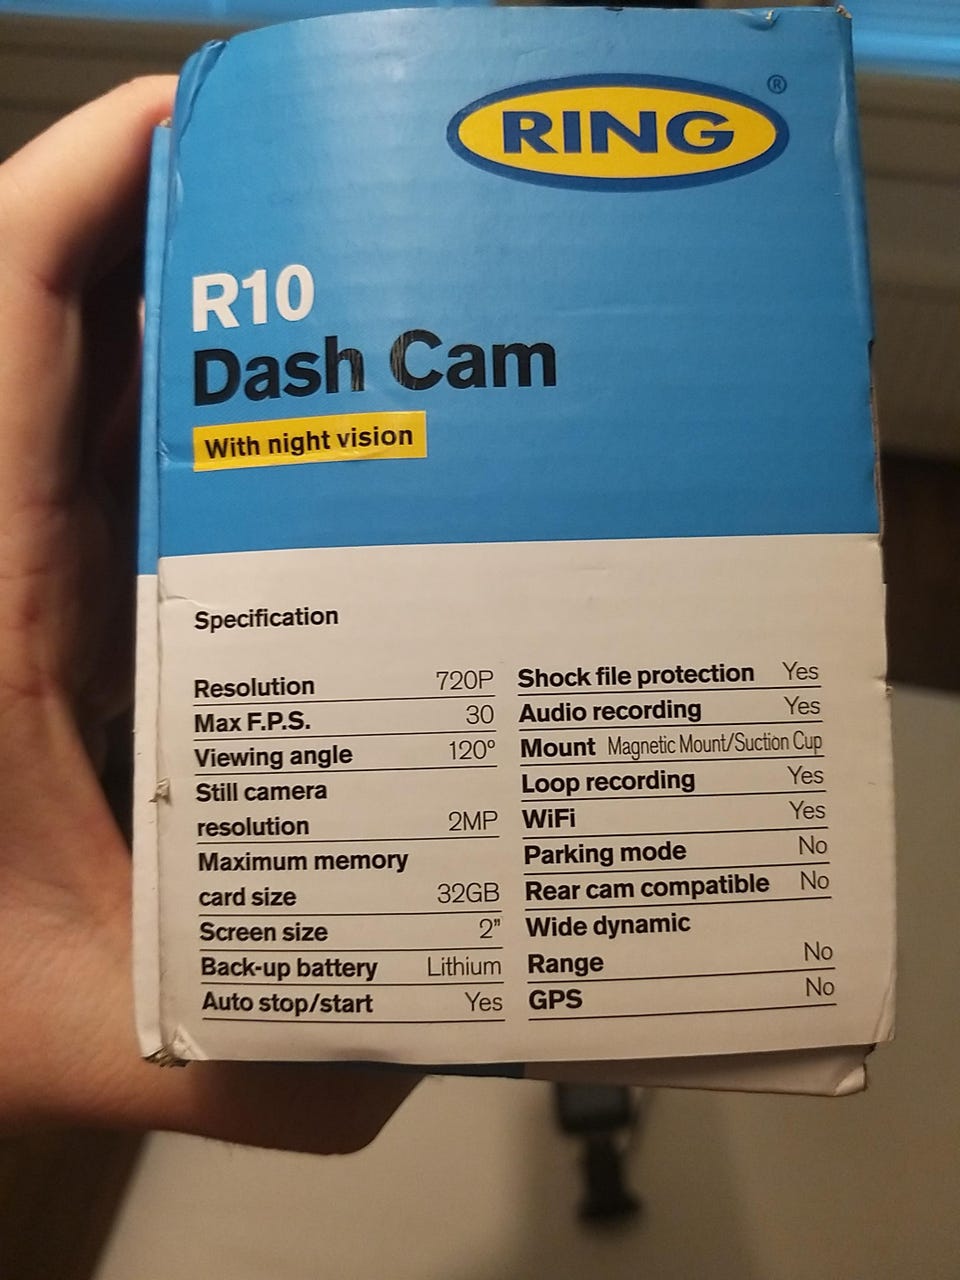 RING®
R10
Dash Cam
With night vision
Specification
Resolution 720P
Max F.P.S. 30
Viewing angle 120º
Still camera
resolution 2MP
Maximum memory
card size 32GB
Screen size 2"
Back-up battery Lithium
Auto stop/start Yes
Shock file protection Yes
Audio recording Yes
Mount Magnetic Mount/Suction Cup
Loop recording Yes
WiFi Yes
Parking mode No
Rear cam compatible No
Wide dynamic
Range No
GPS No